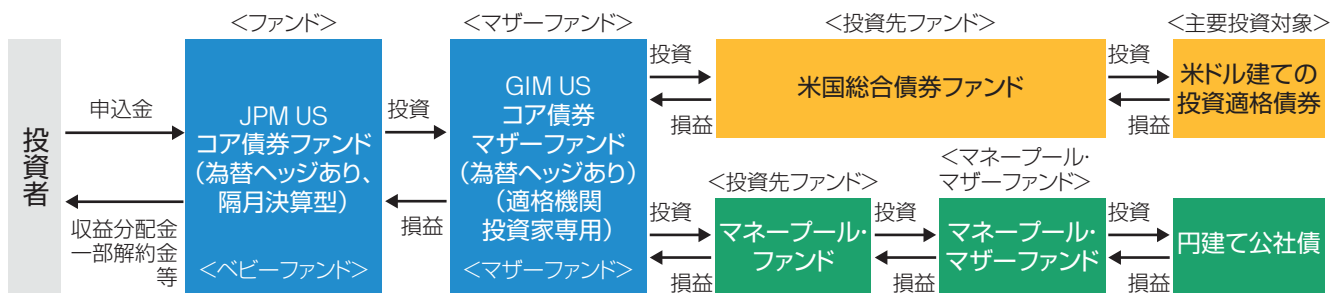 ＜ファンド＞
＜マザーファンド＞
＜投資先ファンド＞
＜主要投資対象＞
投資者
申込金
収益分配金
一部解約金
等
JPM US
コア債券ファンド
（為替ヘッジあり、
隔月決算型）
＜ベビーファンド＞
投資
損益
GIM US
コア債券
マザーファンド
（為替ヘッジあり）
（適格機関
投資家専用）
＜マザーファンド＞
投資
損益
米国総合債券ファンド
投資
損益
米ドル建ての
投資適格債券
＜投資先ファンド＞
＜マネープール・
マザーファンド＞
投資
損益
マネープール・
ファンド
投資
損益
マネープール・
マザーファンド
投資
損益
円建て公社債